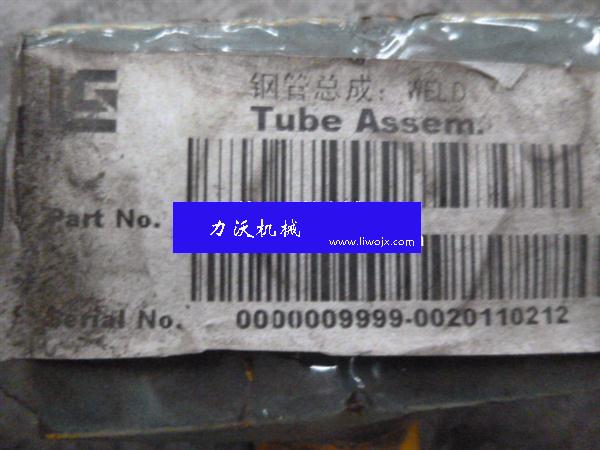 钢管总成: WELD
Tube Assem.
Part No.
力沃机械
www.liwojx.com
Serial No. 0000009999-0020110212